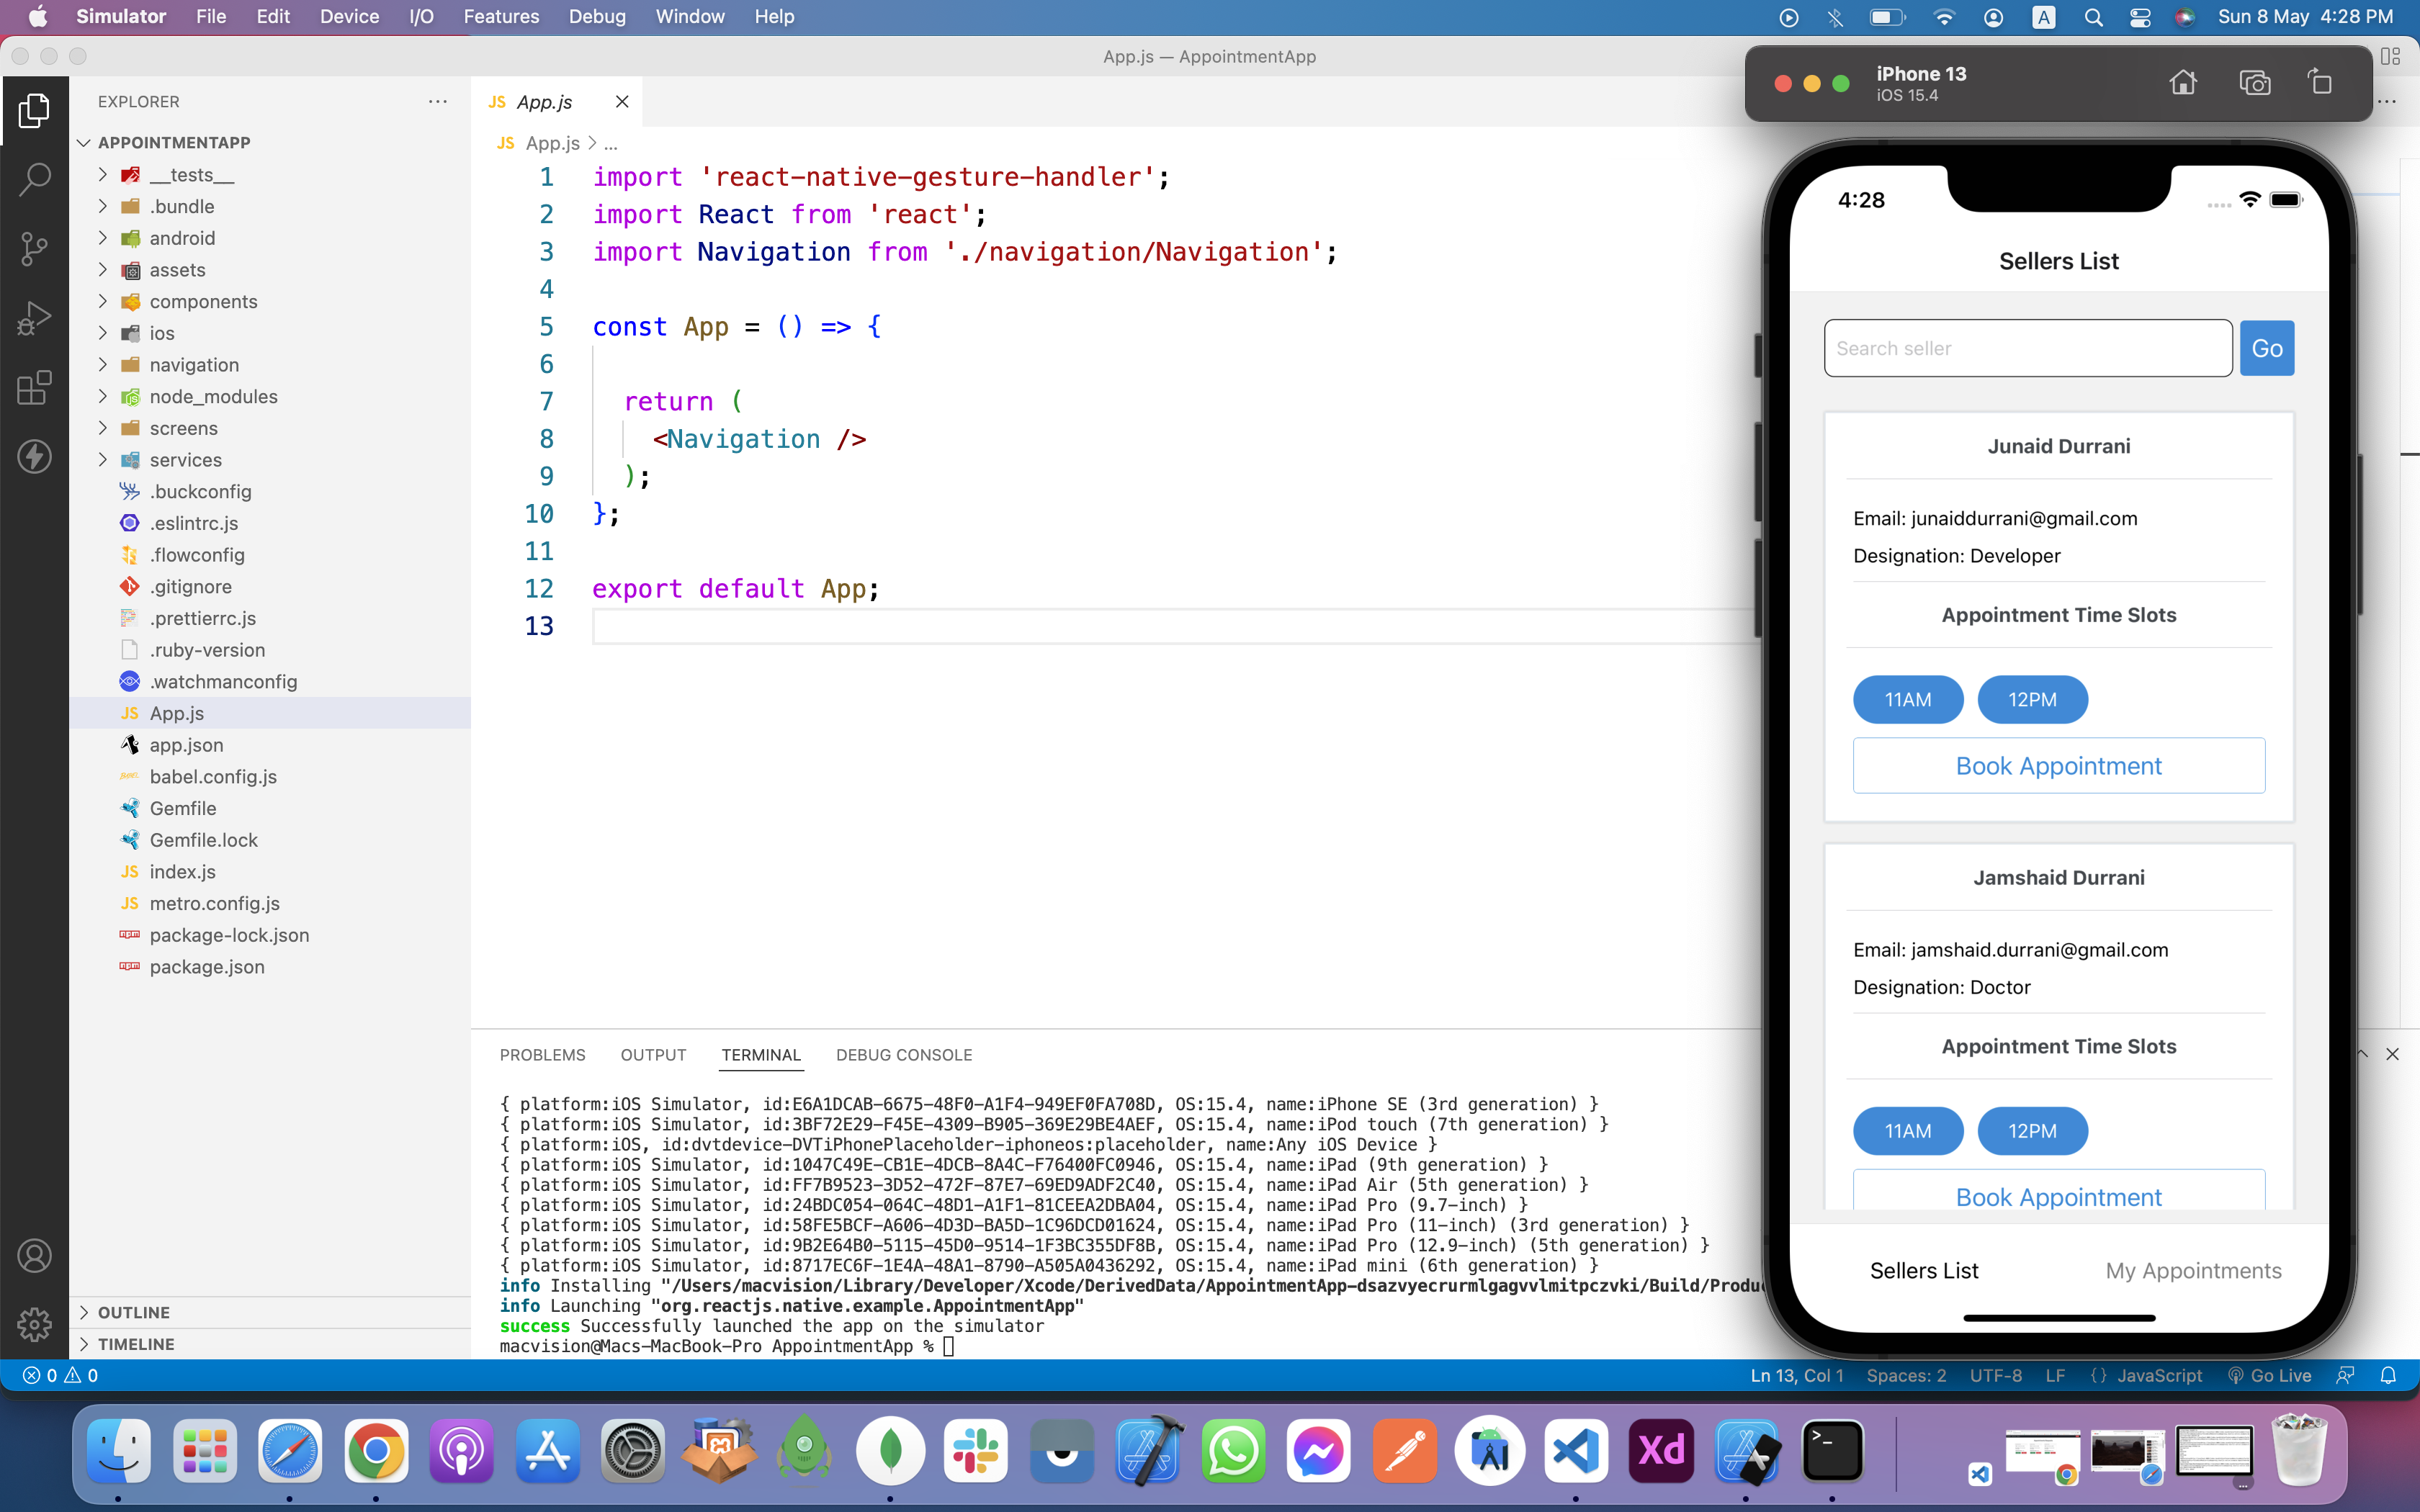 Simulator File Edit Device I/O Features Debug Window Help
A Sun 8 May 4:28 PM
App.js — AppointmentApp
EXPLORER
APPOINTMENTAPP
__tests__
.bundle
android
assets
components
ios
navigation
node_modules
screens
services
.buckconfig
.eslintrc.js
.flowconfig
.gitignore
.prettierrc.js
.ruby-version
.watchmanconfig
JS App.js
app.json
babel.config.js
Gemfile
Gemfile.lock
JS index.js
JS metro.config.js
package-lock.json
package.json
OUTLINE
TIMELINE
JS App.js
JS App.js > ...
1 import 'react-native-gesture-handler';
2 import React from 'react';
3 import Navigation from './navigation/Navigation';
4
5 const App = () => {
6
7 return (
8 <Navigation />
9 );
10 };
11
12 export default App;
13
PROBLEMS OUTPUT TERMINAL DEBUG CONSOLE
{ platform:iOS Simulator, id:E6A1DCAB-6675-48F0-A1F4-949EF0FA708D, OS:15.4, name:iPhone SE (3rd generation) }
{ platform:iOS Simulator, id:3BF72E29-F45E-4309-B905-369E29BE4AEF, OS:15.4, name:iPod touch (7th generation) }
{ platform:iOS, id:dvtdevice-DVTiPhonePlaceholder-iphoneos:placeholder, name:Any iOS Device }
{ platform:iOS Simulator, id:1047C49E-CB1E-4DCB-8A4C-F76400FC0946, OS:15.4, name:iPad (9th generation) }
{ platform:iOS Simulator, id:FF7B9523-3D52-472F-87E7-69ED9ADF2C40, OS:15.4, name:iPad Air (5th generation) }
{ platform:iOS Simulator, id:24BDC054-064C-48D1-A1F1-81CEEA2DBA04, OS:15.4, name:iPad Pro (9.7-inch) }
{ platform:iOS Simulator, id:58FE5BCF-A606-4D3D-BA5D-1C96DCD01624, OS:15.4, name:iPad Pro (11-inch) (3rd generation) }
{ platform:iOS Simulator, id:9B2E64B0-5115-45D0-9514-1F3BC355DF8B, OS:15.4, name:iPad Pro (12.9-inch) (5th generation) }
{ platform:iOS Simulator, id:8717EC6F-1E4A-48A1-8790-A505A0436292, OS:15.4, name:iPad mini (6th generation) }
info Installing "/Users/macvision/Library/Developer/Xcode/DerivedData/AppointmentApp-dsazvyecrurmlgagvvlmitpczvki/Build/Produ
info Launching "org.reactjs.native.example.AppointmentApp"
success Successfully launched the app on the simulator
macvision@Macs-MacBook-Pro AppointmentApp %
iPhone 13
iOS 15.4
4:28
Sellers List
Search seller Go
Junaid Durrani
Email: junaiddurrani@gmail.com
Designation: Developer
Appointment Time Slots
11AM 12PM
Book Appointment
Jamshaid Durrani
Email: jamshaid.durrani@gmail.com
Designation: Doctor
Appointment Time Slots
11AM 12PM
Book Appointment
Sellers List My Appointments
0 0 Ln 13, Col 1 Spaces: 2 UTF-8 LF {} JavaScript Go Live
Xd